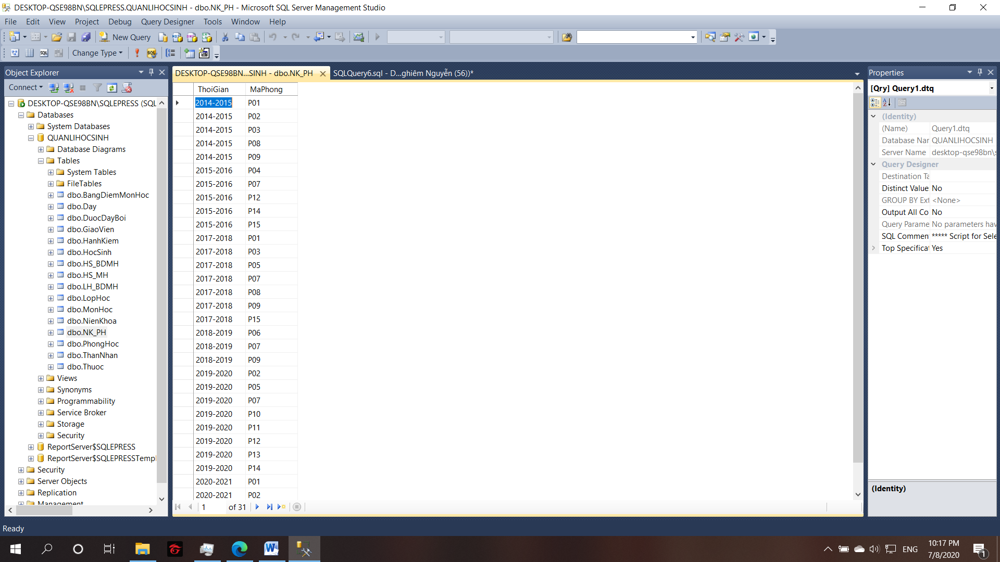 DESKTOP-QSE98BN\SQLEPRESS.QUANLIHOCSINH - dbo.NK_PH - Microsoft SQL Server Management Studio
File Edit View Project Debug Query Designer Tools Window Help
New Query
Change Type
Object Explorer
Connect
DESKTOP-QSE98BN\SQLEPRESS (SQL
Databases
System Databases
QUANLIHOCSINH
Database Diagrams
Tables
System Tables
FileTables
dbo.BangDiemMonHoc
dbo.Day
dbo.DuocDayBoi
dbo.GiaoVien
dbo.HanhKiem
dbo.HocSinh
dbo.HS_BDMH
dbo.HS_MH
dbo.LH_BDMH
dbo.LopHoc
dbo.MonHoc
dbo.NienKhoa
dbo.NK_PH
dbo.PhongHoc
dbo.ThanNhan
dbo.Thuoc
Views
Synonyms
Programmability
Service Broker
Storage
Security
ReportServer$SQLEPRESS
ReportServer$SQLEPRESSTemp
Security
Server Objects
Replication
Management
DESKTOP-QSE98BN...SINH - dbo.NK_PH SQLQuery6.sql - D...ghiêm Nguyễn (56))*
ThoiGian MaPhong
2014-2015 P01
2014-2015 P02
2014-2015 P03
2014-2015 P08
2014-2015 P09
2015-2016 P04
2015-2016 P07
2015-2016 P12
2015-2016 P14
2015-2016 P15
2017-2018 P01
2017-2018 P03
2017-2018 P05
2017-2018 P07
2017-2018 P08
2017-2018 P09
2017-2018 P15
2018-2019 P06
2018-2019 P07
2018-2019 P09
2019-2020 P02
2019-2020 P05
2019-2020 P07
2019-2020 P10
2019-2020 P11
2019-2020 P12
2019-2020 P13
2019-2020 P14
2020-2021 P01
2020-2021 P02
1 of 31
Properties
[Qry] Query1.dtq
(Identity)
(Name) Query1.dtq
Database Nar QUANLIHOCSINH
Server Name desktop-qse98bn\s
Query Designer
Destination Ta
Distinct Value No
GROUP BY Ext <None>
Output All Co No
Query Parame No parameters hav
SQL Commen ***** Script for Sele
Top Specificat Yes
(Identity)
Ready
ENG
10:17 PM
7/8/2020
1